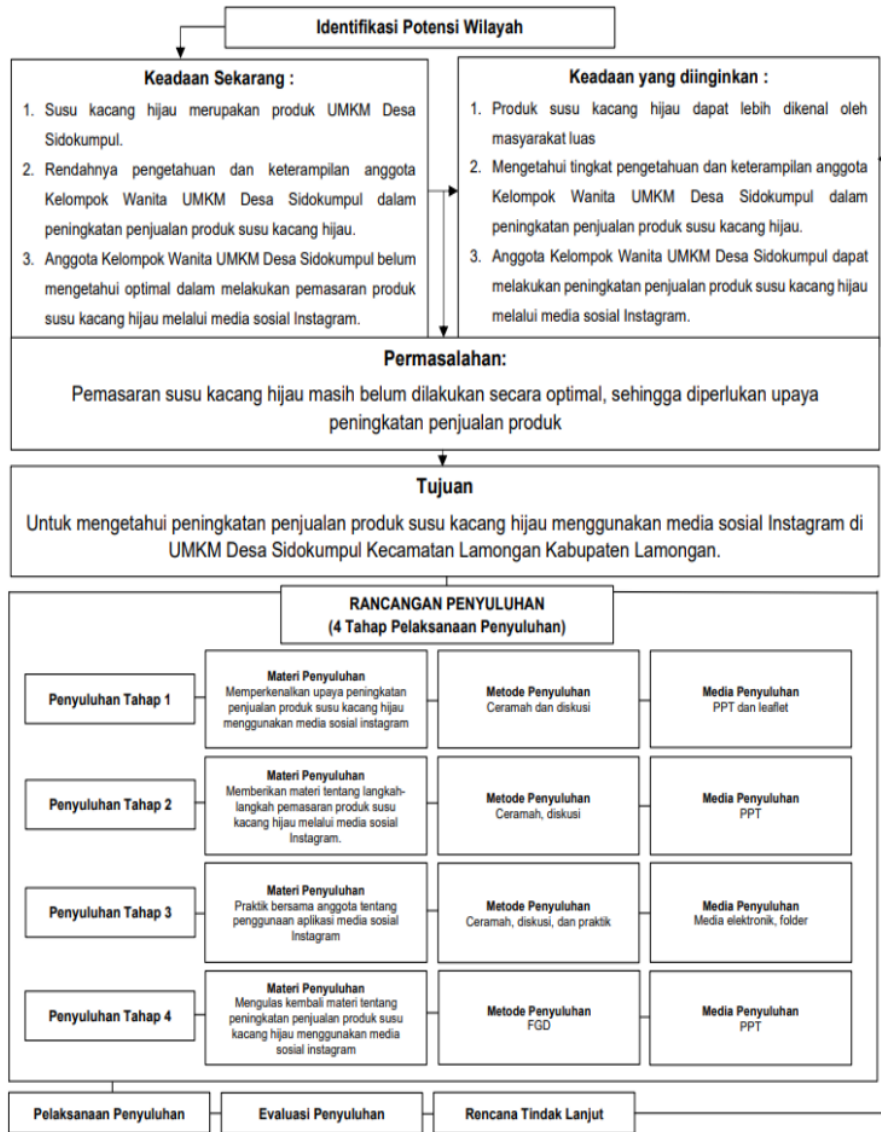 Identifikasi Potensi Wilayah
Keadaan Sekarang :
1. Susu kacang hijau merupakan produk UMKM Desa
Sidokumpul.
2. Rendahnya pengetahuan dan keterampilan anggota
Kelompok Wanita UMKM Desa Sidokumpul dalam
peningkatan penjualan produk susu kacang hijau.
3. Anggota Kelompok Wanita UMKM Desa Sidokumpul belum
mengetahui optimal dalam melakukan pemasaran produk
susu kacang hijau melalui media sosial Instagram.
Keadaan yang diinginkan :
1. Produk susu kacang hijau dapat lebih dikenal oleh
masyarakat luas
2. Mengetahui tingkat pengetahuan dan keterampilan anggota
Kelompok Wanita UMKM Desa Sidokumpul dalam
peningkatan penjualan produk susu kacang hijau.
3. Anggota Kelompok Wanita UMKM Desa Sidokumpul dapat
melakukan peningkatan penjualan produk susu kacang hijau
melalui media sosial Instagram.
Permasalahan:
Pemasaran susu kacang hijau masih belum dilakukan secara optimal, sehingga diperlukan upaya
peningkatan penjualan produk
Tujuan
Untuk mengetahui peningkatan penjualan produk susu kacang hijau menggunakan media sosial Instagram di
UMKM Desa Sidokumpul Kecamatan Lamongan Kabupaten Lamongan.
RANCANGAN PENYULUHAN
(4 Tahap Pelaksanaan Penyuluhan)
Penyuluhan Tahap 1
Materi Penyuluhan
Memperkenalkan upaya peningkatan
penjualan produk susu kacang hijau
menggunakan media sosial instagram
Metode Penyuluhan
Ceramah dan diskusi
Media Penyuluhan
PPT dan leaflet
Penyuluhan Tahap 2
Materi Penyuluhan
Memberikan materi tentang langkah-
langkah pemasaran produk susu
kacang hijau melalui media sosial
Instagram.
Metode Penyuluhan
Ceramah, diskusi
Media Penyuluhan
PPT
Penyuluhan Tahap 3
Materi Penyuluhan
Praktik bersama anggota tentang
penggunaan aplikasi media sosial
Instagram
Metode Penyuluhan
Ceramah, diskusi, dan praktik
Media Penyuluhan
Media elektronik, folder
Penyuluhan Tahap 4
Materi Penyuluhan
Mengulas kembali materi tentang
peningkatan penjualan produk susu
kacang hijau menggunakan media
sosial instagram
Metode Penyuluhan
FGD
Media Penyuluhan
PPT
Pelaksanaan Penyuluhan
Evaluasi Penyuluhan
Rencana Tindak Lanjut